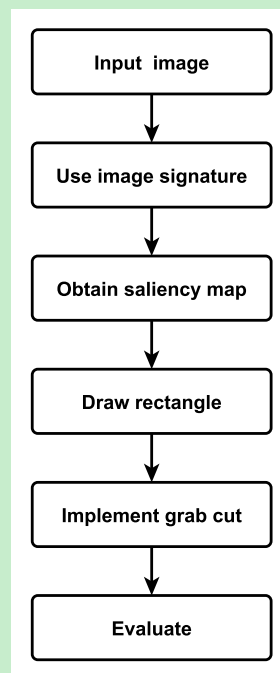 Input image
Use image signature
Obtain saliency map
Draw rectangle
Implement grab cut
Evaluate